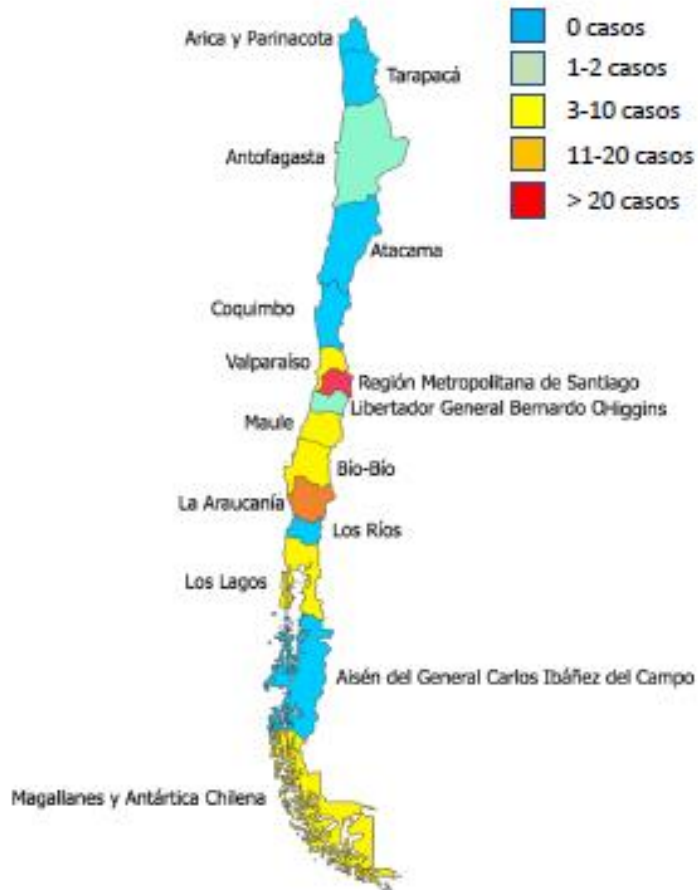 0 casos
1-2 casos
3-10 casos
11-20 casos
> 20 casos
Arica y Parinacota
Tarapacá
Antofagasta
Atacama
Coquimbo
Valparaíso
Región Metropolitana de Santiago
Libertador General Bernardo OHiggins
Maule
Bío-Bío
La Araucanía
Los Ríos
Los Lagos
Aisén del General Carlos Ibáñez del Campo
Magallanes y Antártica Chilena